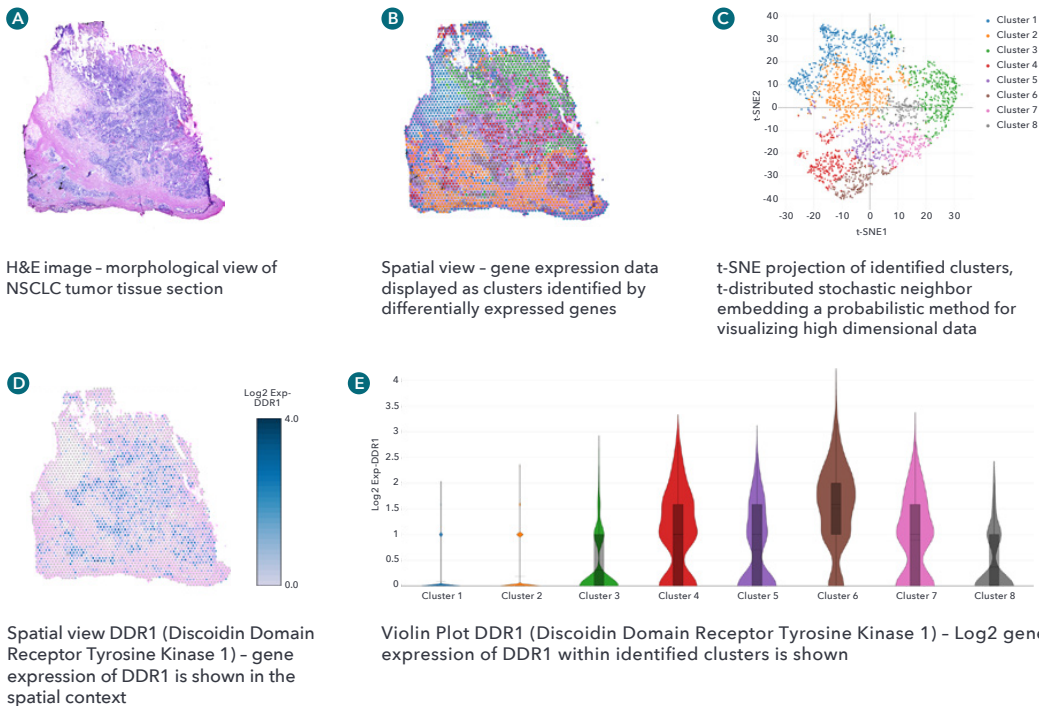 A
H&E image – morphological view of
NSCLC tumor tissue section
B
Spatial view – gene expression data
displayed as clusters identified by
differentially expressed genes
C
40
30
20
10
0
-10
-20
-30
-40
t-SNE2
-30
-20
-10
0
10
20
30
t-SNE1
Cluster 1
Cluster 2
Cluster 3
Cluster 4
Cluster 5
Cluster 6
Cluster 7
Cluster 8
t-SNE projection of identified clusters,
t-distributed stochastic neighbor
embedding a probabilistic method for
visualizing high dimensional data
D
Log2 Exp-
DDR1
4.0
0.0
Spatial view DDR1 (Discoidin Domain
Receptor Tyrosine Kinase 1) – gene
expression of DDR1 is shown in the
spatial context
E
4
3.5
3
2.5
2
1.5
1
0.5
0
Log2 Exp-DDR1
Cluster 1
Cluster 2
Cluster 3
Cluster 4
Cluster 5
Cluster 6
Cluster 7
Cluster 8
Violin Plot DDR1 (Discoidin Domain Receptor Tyrosine Kinase 1) – Log2 gene
expression of DDR1 within identified clusters is shown